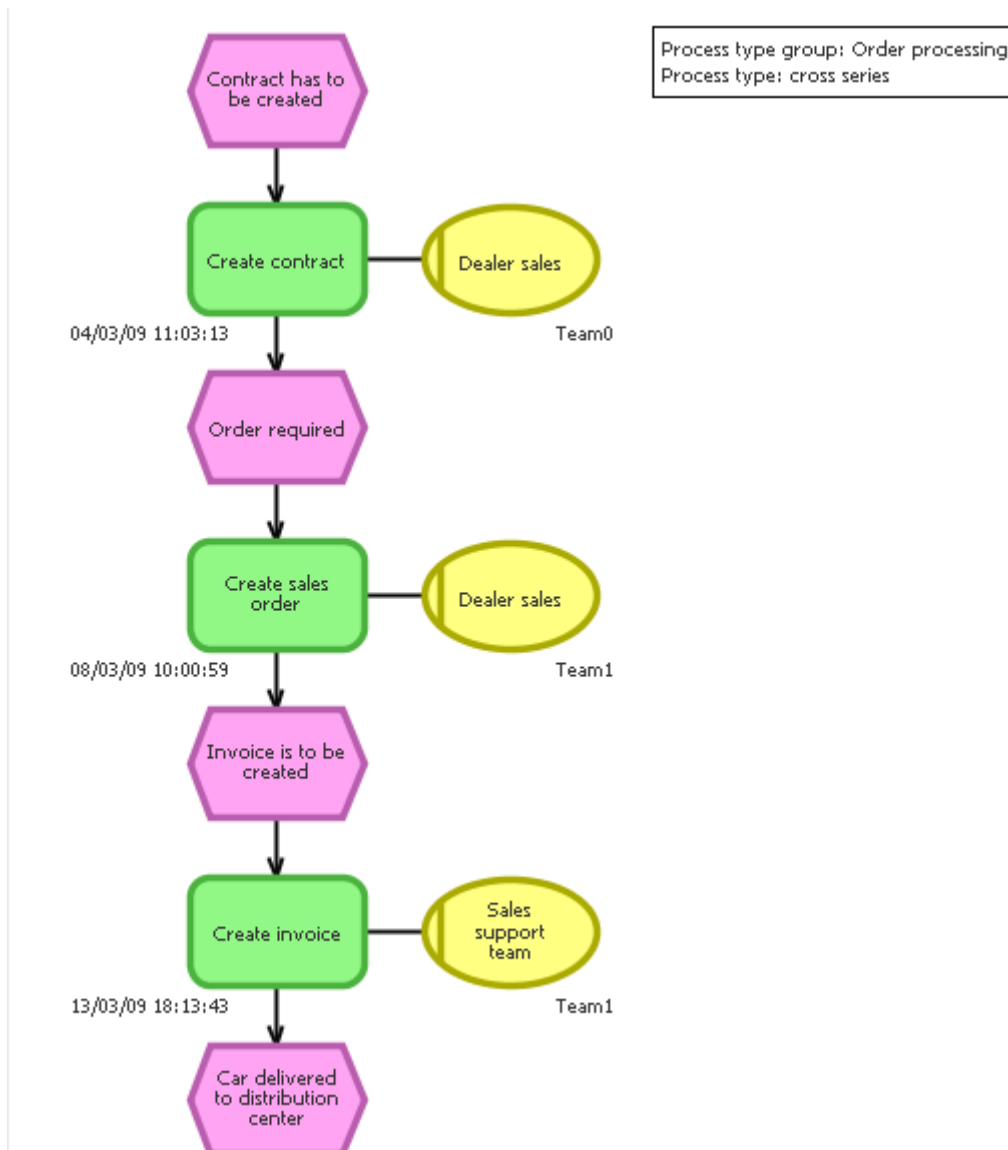 Process type group: Order processing
Process type: cross series
Contract has to
be created
Create contract
Dealer sales
04/03/09 11:03:13
Team0
Order required
Create sales
order
Dealer sales
08/03/09 10:00:59
Team1
Invoice is to be
created
Create invoice
Sales
support
team
13/03/09 18:13:43
Team1
Car delivered
to distribution
center